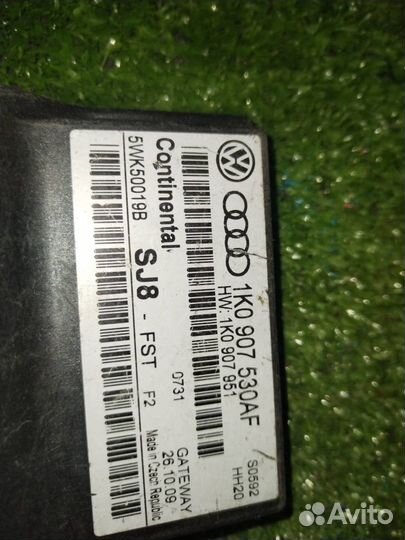 1K0 907 530AF
HW: 1K0 907 951
S0592
HH20
Continental
5WK50019B
SJ8 - FST F2
0731
GATEWAY
26.10.09
Made in Czech Republic
Avito